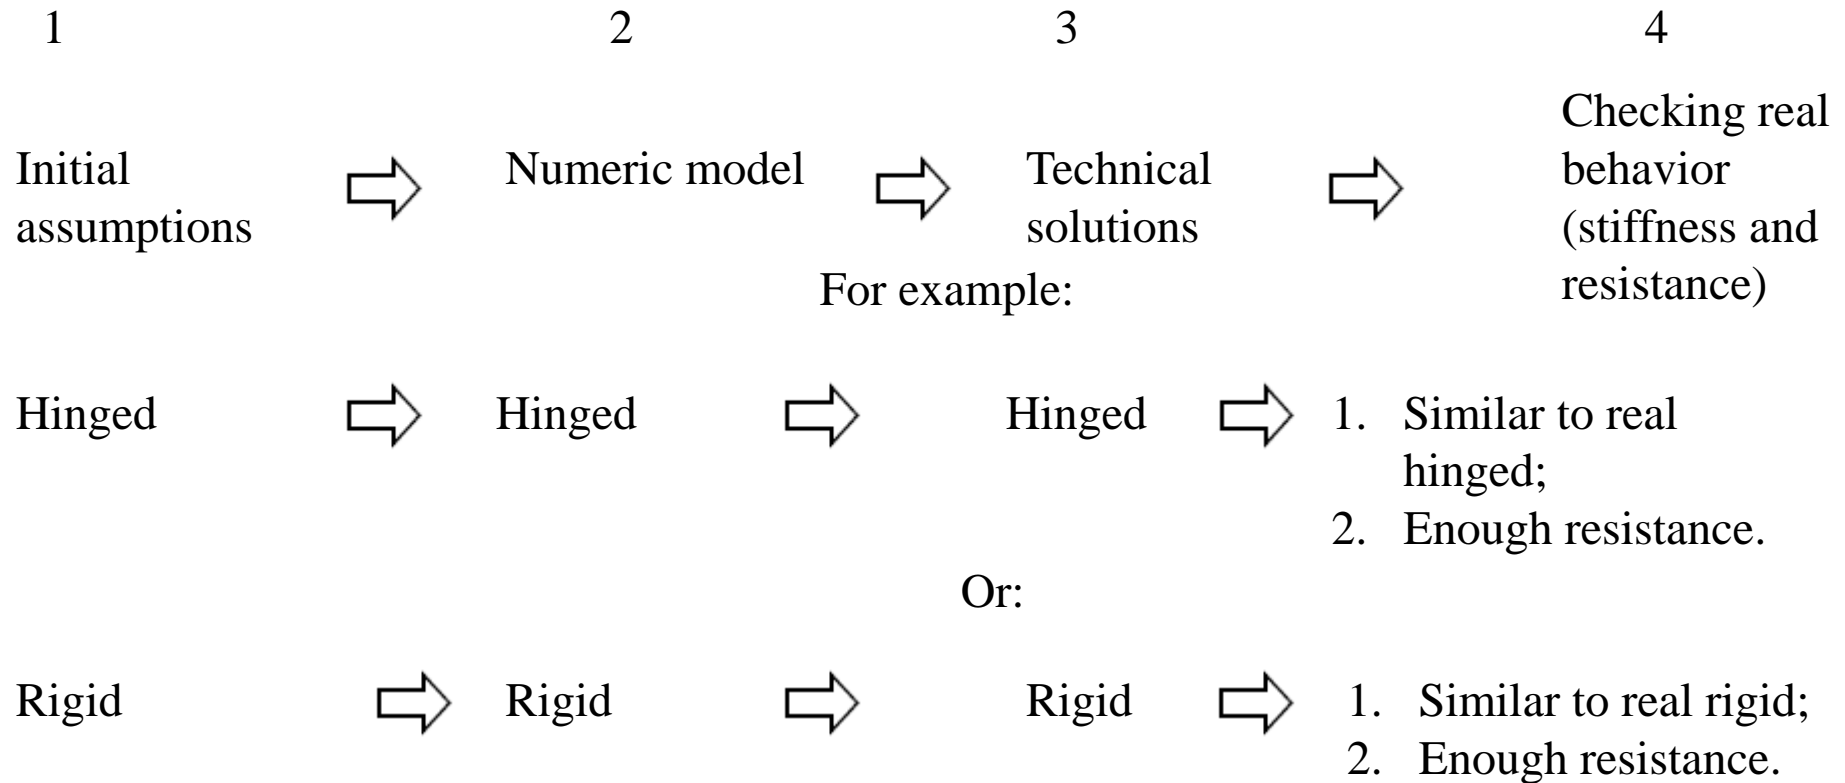 1 2 3 4
Initial
assumptions
Numeric model
Technical
solutions
Checking real
behavior
(stiffness and
resistance)
For example:
Hinged Hinged Hinged
1. Similar to real
hinged;
2. Enough resistance.
Or:
Rigid Rigid Rigid
1. Similar to real rigid;
2. Enough resistance.